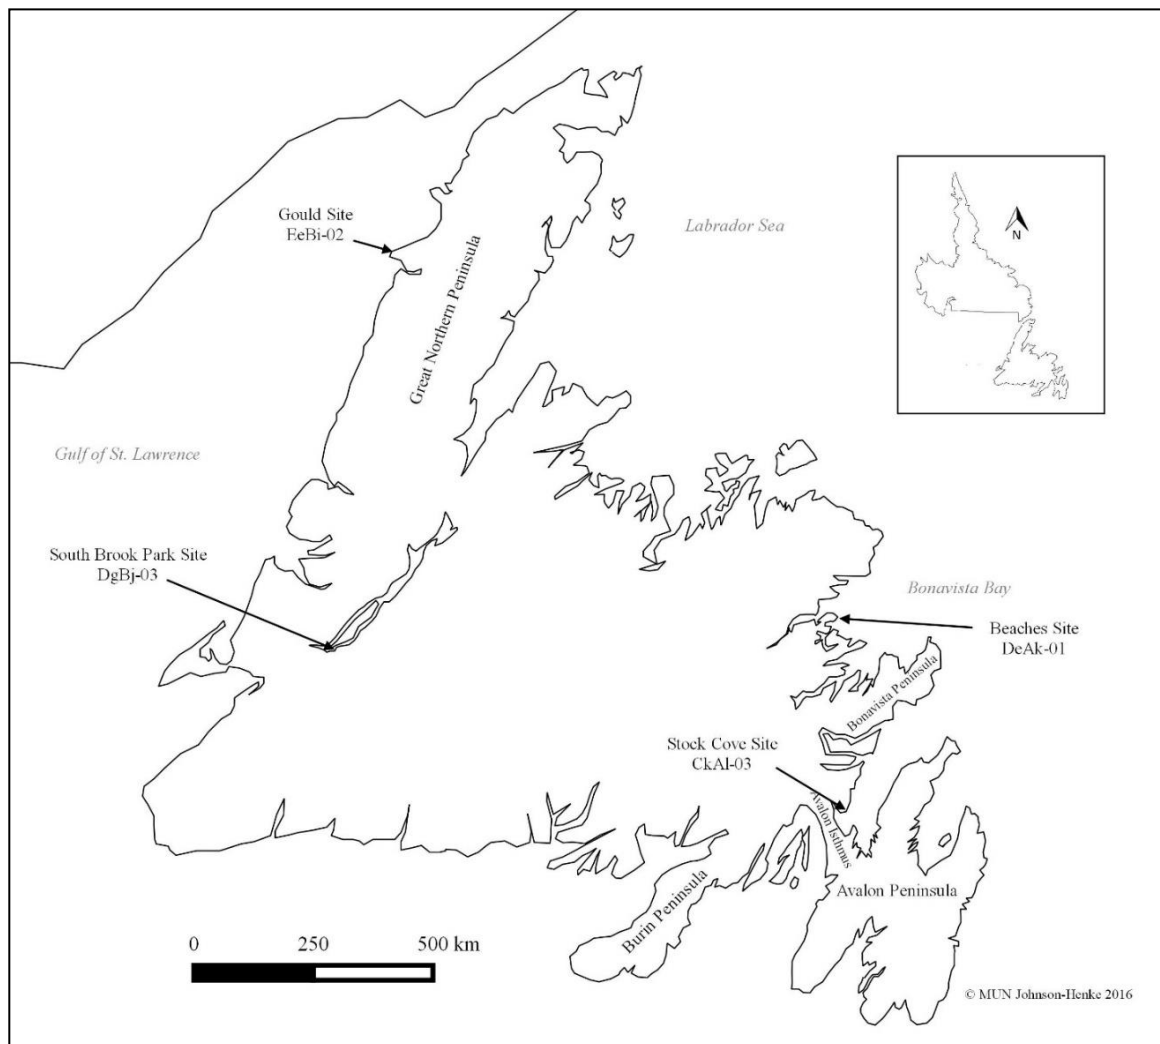 Gould Site
EeBi-02
Labrador Sea
N
Great Northern Peninsula
Gulf of St. Lawrence
South Brook Park Site
DgBj-03
Bonavista Bay
Beaches Site
DeAk-01
Bonavista Peninsula
Stock Cove Site
CkAl-03
Avalon Isthmus
Avalon Peninsula
Burin Peninsula
0 250 500 km
© MUN Johnson-Henke 2016